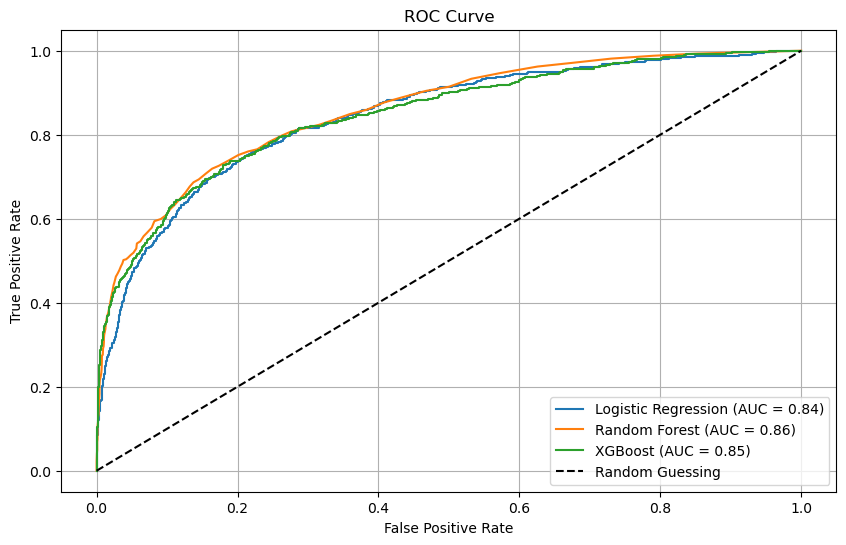 ROC Curve
True Positive Rate
1.0
0.8
0.6
0.4
0.2
0.0
Logistic Regression (AUC = 0.84)
Random Forest (AUC = 0.86)
XGBoost (AUC = 0.85)
Random Guessing
0.0 0.2 0.4 0.6 0.8 1.0
False Positive Rate